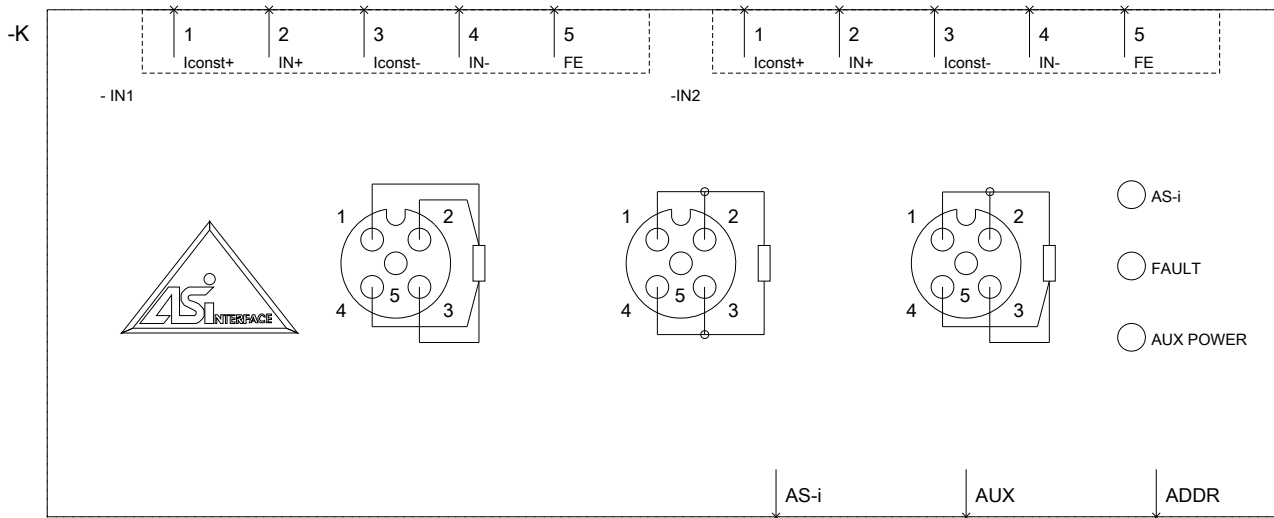 -K
1 2 3 4 5 1 2 3 4 5
Iconst+ IN+ Iconst- IN- FE Iconst+ IN+ Iconst- IN- FE
- IN1 -IN2
1 2 1 2 1 2 AS-i
ASi INTERFACE
5 5 5 FAULT
4 3 4 3 4 3
AUX POWER
AS-i AUX ADDR